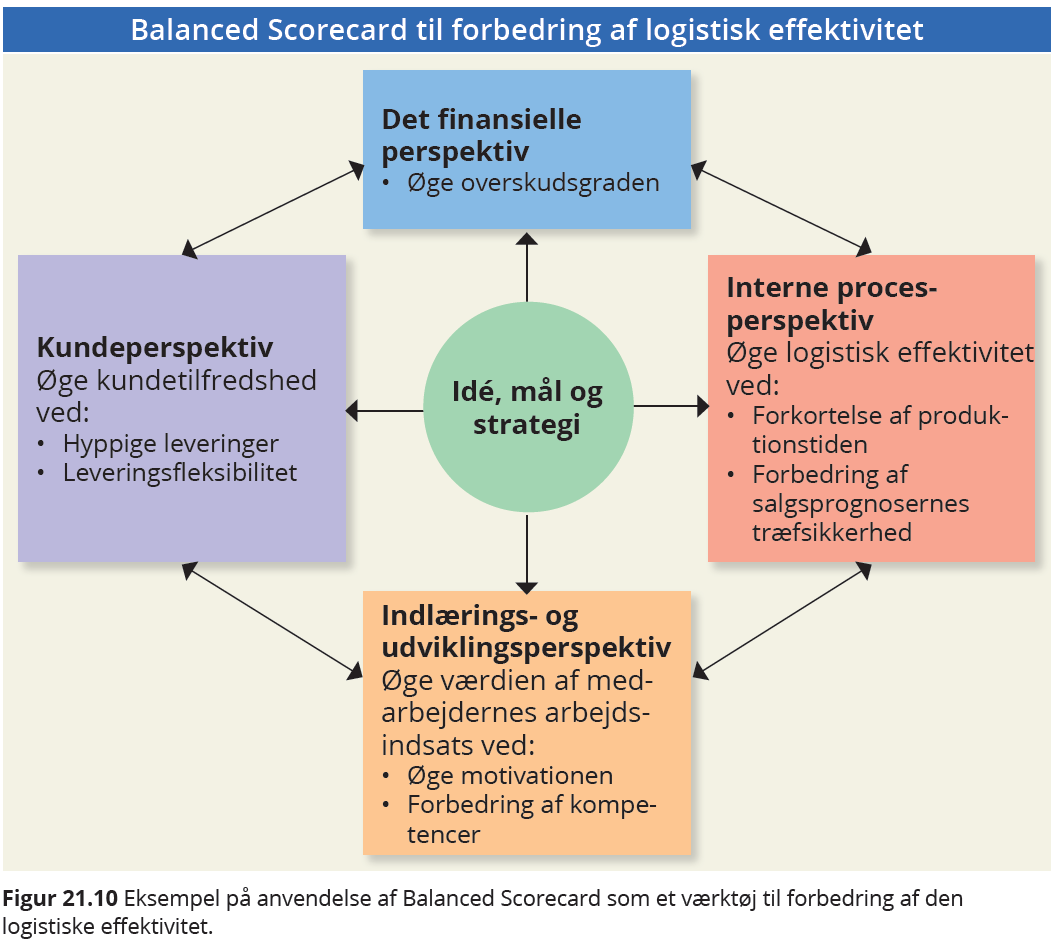 Balanced Scorecard til forbedring af logistisk effektivitet
Det finansielle
perspektiv
• Øge overskudsgraden
Kundeperspektiv
Øge kundetilfredshed
ved:
• Hyppige leveringer
• Leveringsfleksibilitet
Idé, mål og
strategi
Interne proces-
perspektiv
Øge logistisk effektivitet
ved:
• Forkortelse af produk-
tionstiden
• Forbedring af
salgsprognosernes
træfsikkerhed
Indlærings- og
udviklingsperspektiv
Øge værdien af med-
arbejdernes arbejds-
indsats ved:
• Øge motivationen
• Forbedring af kompe-
tencer
Figur 21.10 Eksempel på anvendelse af Balanced Scorecard som et værktøj til forbedring af den
logistiske effektivitet.